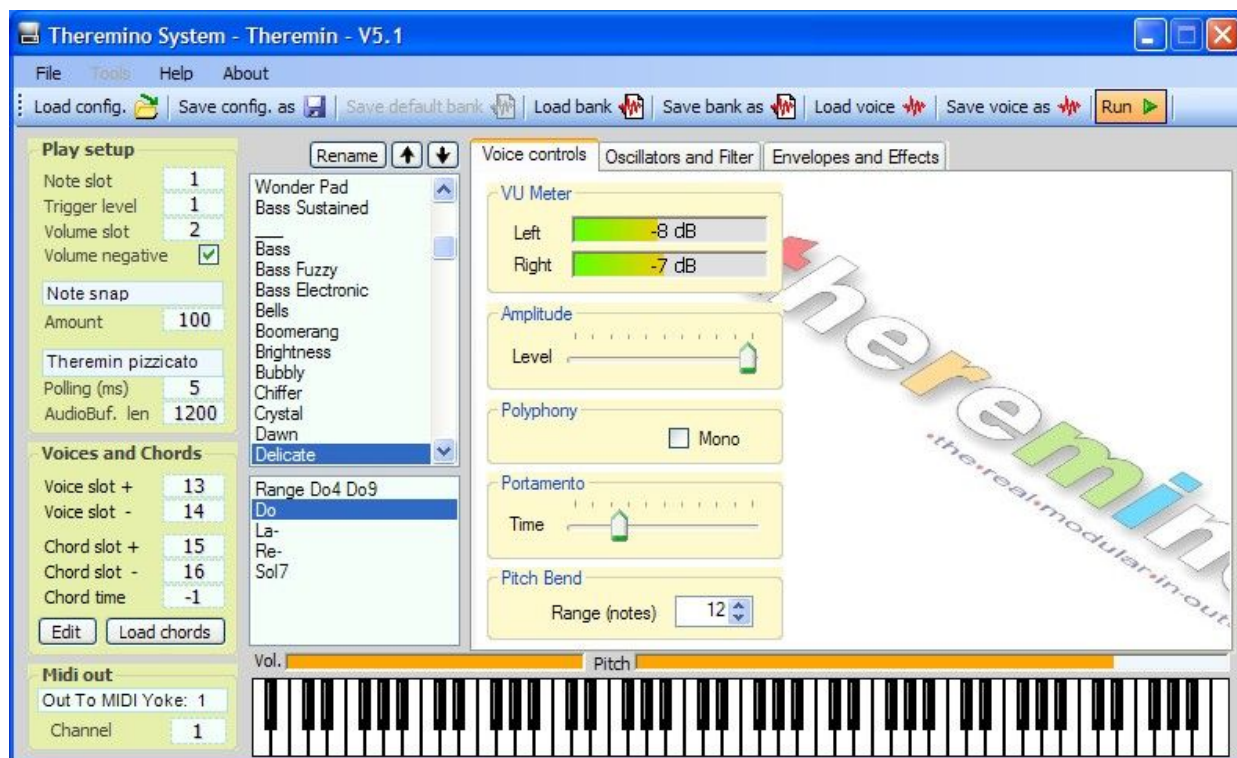 Theremino System - Theremin - V5.1
File Tools Help About
Load config. Save config. as Save default bank Load bank Save bank as Load voice Save voice as Run
Play setup
Note slot 1
Trigger level 1
Volume slot 2
Volume negative
Note snap
Amount 100
Theremin pizzicato
Polling (ms) 5
AudioBuf. len 1200
Voices and Chords
Voice slot + 13
Voice slot - 14
Chord slot + 15
Chord slot - 16
Chord time -1
Edit Load chords
Midi out
Out To MIDI Yoke: 1
Channel 1
Rename
Wonder Pad
Bass Sustained
___
Bass
Bass Fuzzy
Bass Electronic
Bells
Boomerang
Brightness
Bubbly
Chiffer
Crystal
Dawn
Delicate
Range Do4 Do9
Do
La-
Re-
Sol7
Voice controls Oscillators and Filter Envelopes and Effects
VU Meter
Left -8 dB
Right -7 dB
Amplitude
Level
Polyphony
Mono
Portamento
Time
Pitch Bend
Range (notes) 12
theremin
•the•real•modular•in-out
Vol. Pitch